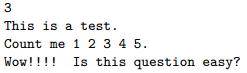 3
This is a test.
Count me 1 2 3 4 5.
Wow!!!!  Is this question easy?